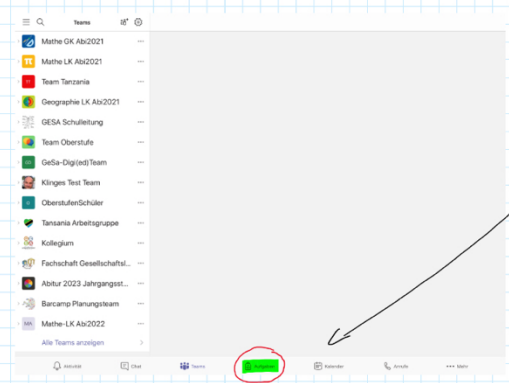 Teams
Mathe GK Abi2021
Mathe LK Abi2021
Team Tanzania
Geographie LK Abi2021
GESA Schulleitung
Team Oberstufe
GeSa-Digi(ed)Team
Klinges Test Team
OberstufenSchüler
Tansania Arbeitsgruppe
Kollegium
Fachschaft Gesellschaftsl...
Abitur 2023 Jahrgangsst...
Barcamp Planungsteam
MA Mathe-LK Abi2022
Alle Teams anzeigen
Aktivität Chat Teams Aufgaben Kalender Anrufe Mehr